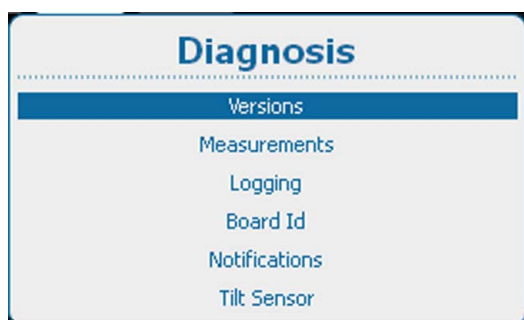 Diagnosis
Versions
Measurements
Logging
Board Id
Notifications
Tilt Sensor